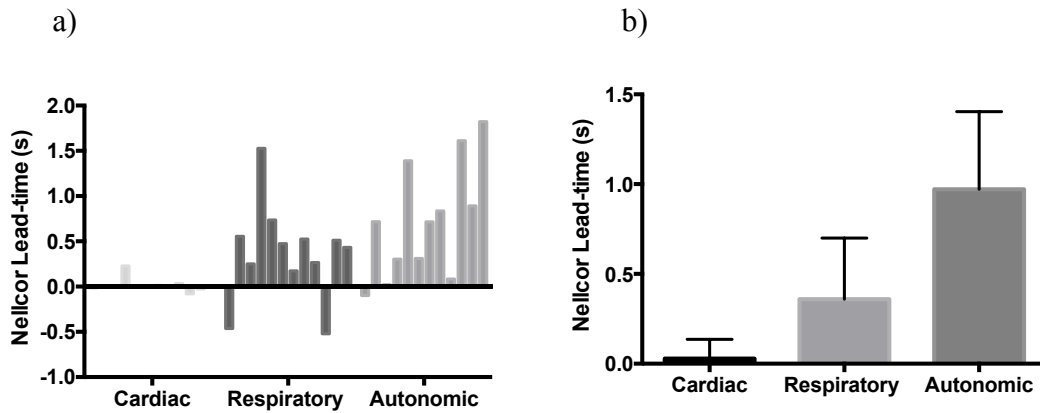 a)
b)
Nellcor Lead-time (s)
2.0
1.5
1.0
0.5
0.0
-0.5
-1.0
Cardiac Respiratory Autonomic
Nellcor Lead-time (s)
1.5
1.0
0.5
0.0
Cardiac Respiratory Autonomic